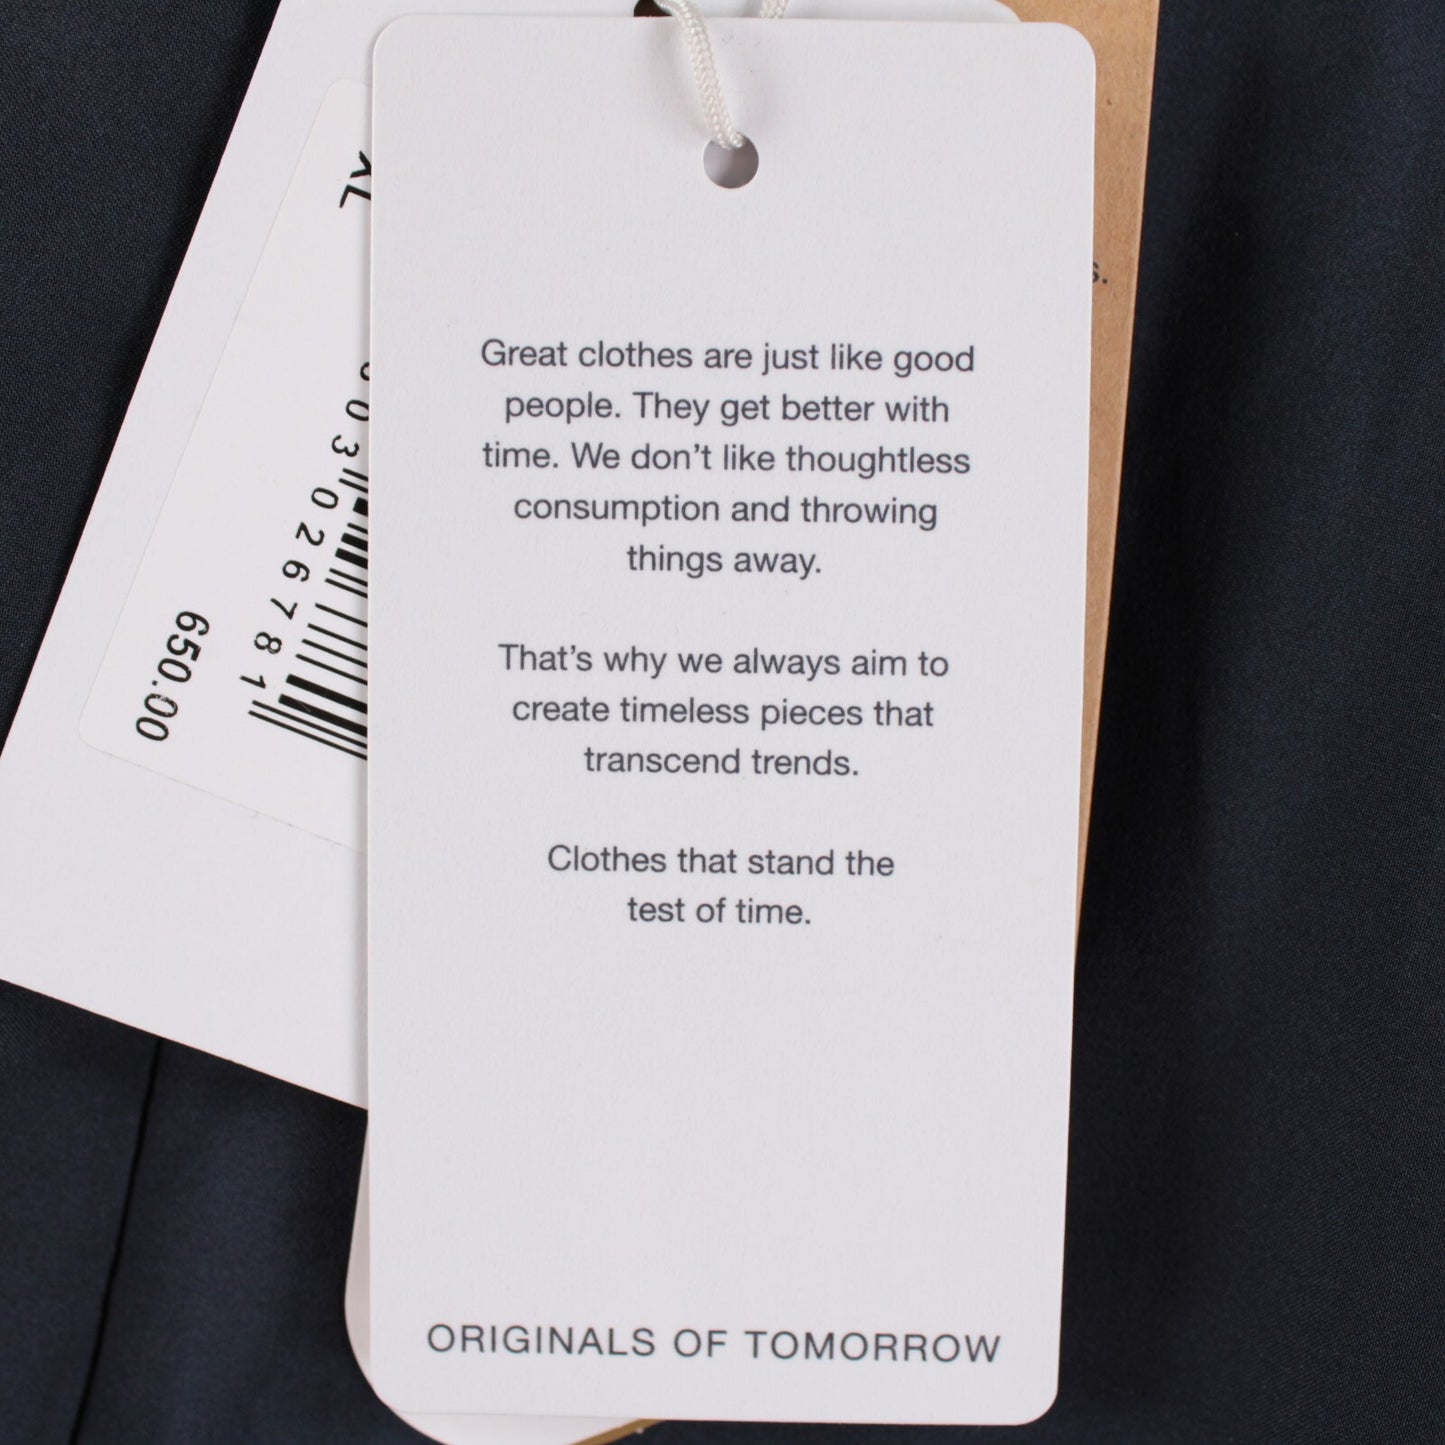 XL
03026781
650.00
s.
Great clothes are just like good
people. They get better with
time. We don’t like thoughtless
consumption and throwing
things away.
That’s why we always aim to
create timeless pieces that
transcend trends.
Clothes that stand the
test of time.
ORIGINALS OF TOMORROW